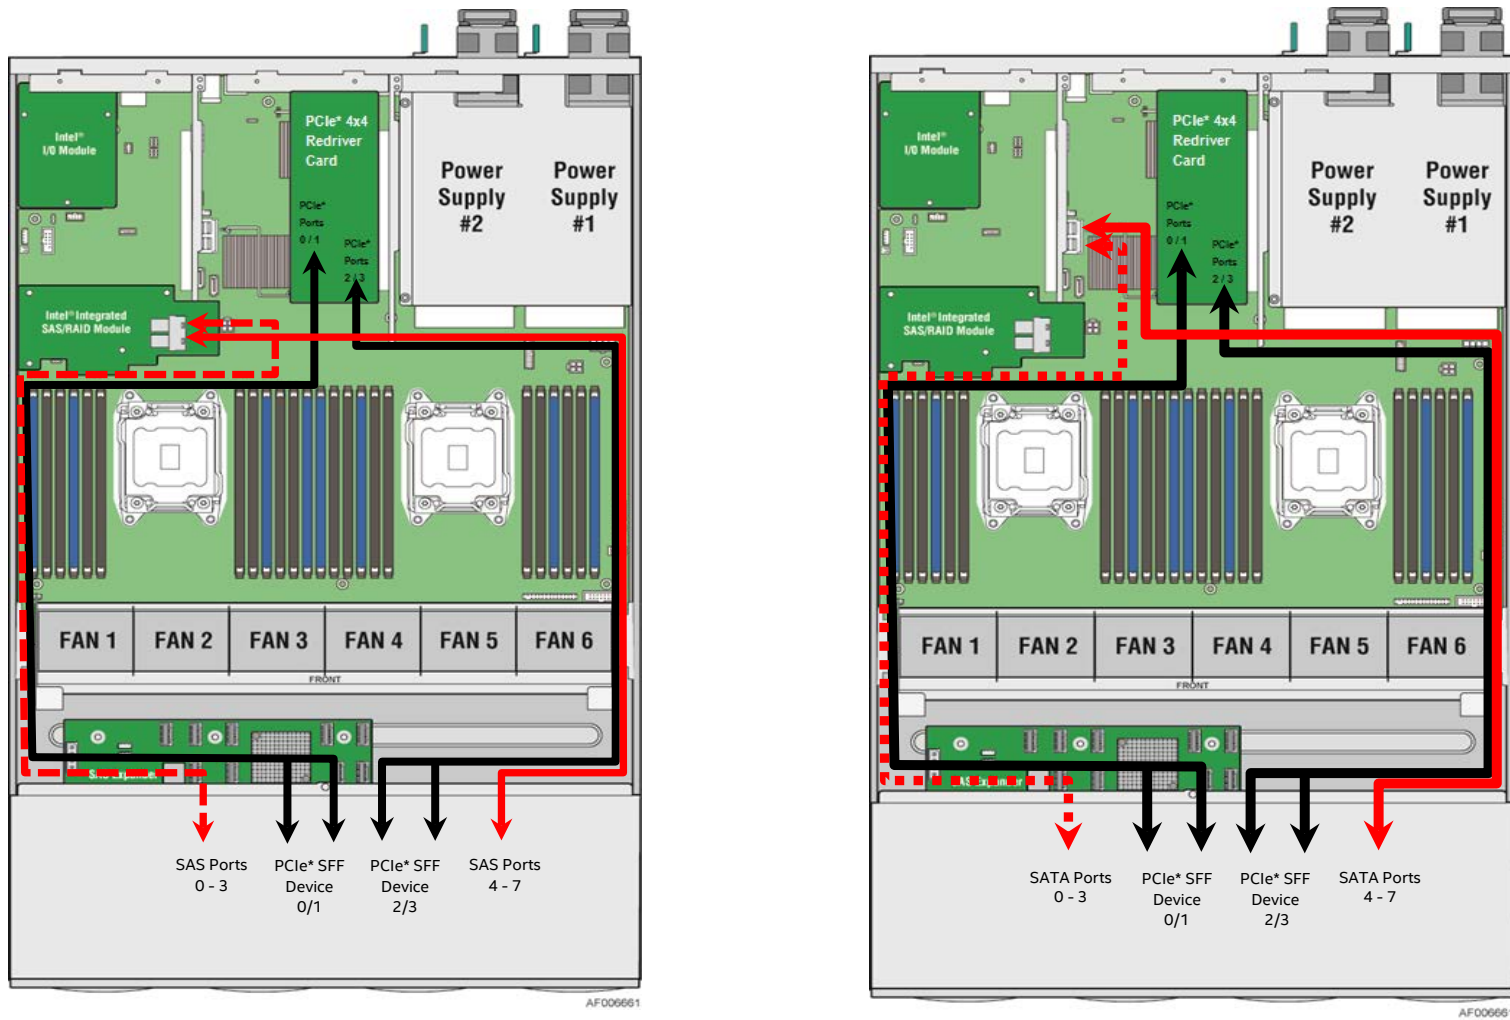 Intel®
I/O Module
PCIe* 4x4
Redriver
Card
PCIe*
Ports
0 / 1
PCIe*
Ports
2 / 3
Power
Supply
#2
Power
Supply
#1
Intel® Integrated
SAS/RAID Module
FAN 1
FAN 2
FAN 3
FAN 4
FAN 5
FAN 6
FRONT
SAS Expander
SAS Ports
0 - 3
PCIe* SFF
Device
0/1
PCIe* SFF
Device
2/3
SAS Ports
4 - 7
AF006661
Intel®
I/O Module
PCIe* 4x4
Redriver
Card
PCIe*
Ports
0 / 1
PCIe*
Ports
2 / 3
Power
Supply
#2
Power
Supply
#1
Intel® Integrated
SAS/RAID Module
FAN 1
FAN 2
FAN 3
FAN 4
FAN 5
FAN 6
FRONT
SAS Expander
SATA Ports
0 - 3
PCIe* SFF
Device
0/1
PCIe* SFF
Device
2/3
SATA Ports
4 - 7
AF006661